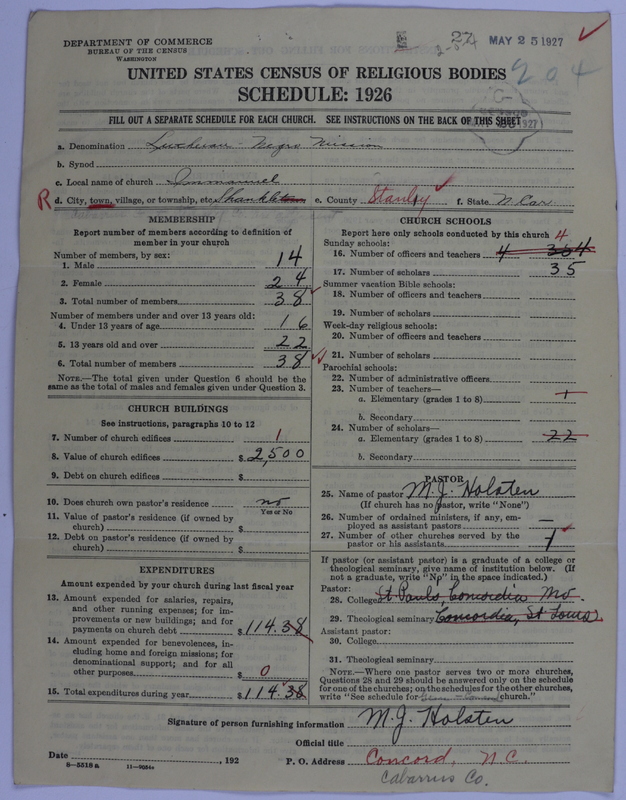 27
2-04
MAY 25 1927
204
DEPARTMENT OF COMMERCE
BUREAU OF THE CENSUS
WASHINGTON
UNITED STATES CENSUS OF RELIGIOUS BODIES
SCHEDULE: 1926
FILL OUT A SEPARATE SCHEDULE FOR EACH CHURCH. SEE INSTRUCTIONS ON THE BACK OF THIS SHEET
a. Denomination Lutheran - Negro Mission
b. Synod
c. Local name of church Immanuel
R d. City, town, village, or township, etc. Shankletown e. County Stanley f. State N. Car.
MEMBERSHIP
Report number of members according to definition of
member in your church
Number of members, by sex:
1. Male 14
2. Female 24
3. Total number of members 38
Number of members under and over 13 years old:
4. Under 13 years of age 16
5. 13 years old and over 22
6. Total number of members 38
NOTE.—The total given under Question 6 should be the
same as the total of males and females given under Question 3.
CHURCH BUILDINGS
See instructions, paragraphs 10 to 12
7. Number of church edifices 1
8. Value of church edifices $ 2,500
9. Debt on church edifices $
10. Does church own pastor's residence no
Yes or No
11. Value of pastor's residence (if owned by
church) $
12. Debt on pastor's residence (if owned by
church) $
EXPENDITURES
Amount expended by your church during last fiscal year
13. Amount expended for salaries, repairs,
and other running expenses; for im-
provements or new buildings; and for
payments on church debt $ 114.38
14. Amount expended for benevolences, in-
cluding home and foreign missions; for
denominational support; and for all
other purposes $ 0
15. Total expenditures during year $ 114.38
CHURCH SCHOOLS
Report here only schools conducted by this church
Sunday schools: 4
16. Number of officers and teachers 4
17. Number of scholars 35
Summer vacation Bible schools:
18. Number of officers and teachers
19. Number of scholars
Week-day religious schools:
20. Number of officers and teachers
21. Number of scholars
Parochial schools:
22. Number of administrative officers
23. Number of teachers—
a. Elementary (grades 1 to 8) 1
b. Secondary
24. Number of scholars—
a. Elementary (grades 1 to 8) 22
b. Secondary
PASTOR
25. Name of pastor M. J. Holsten
(If church has no pastor, write "None")
26. Number of ordained ministers, if any, em-
ployed as assistant pastors —
27. Number of other churches served by the
pastor or his assistants 1
If pastor (or assistant pastor) is a graduate of a college or
theological seminary, give name of institution below. (If
not a graduate, write "No" in the space indicated.)
Pastor:
28. College St Pauls, Concordia Mo.
29. Theological seminary Concordia, St Louis.
Assistant pastor:
30. College
31. Theological seminary
NOTE.—Where one pastor serves two or more churches,
Questions 28 and 29 should be answered only on the schedule
for one of the churches; on the schedules for the other churches,
write "See schedule for church."
Signature of person furnishing information M. J. Holsten
Official title
Date , 192 P. O. Address Concord, N.C.
Cabarrus Co.
8—5518 a 11—9054